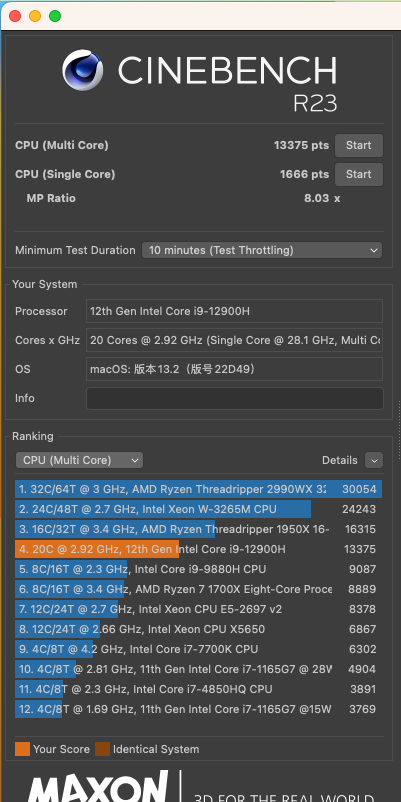 CINEBENCH
R23
CPU (Multi Core) 13375 pts Start
CPU (Single Core) 1666 pts Start
MP Ratio 8.03 x
Minimum Test Duration 10 minutes (Test Throttling)
Your System
Processor 12th Gen Intel Core i9-12900H
Cores x GHz 20 Cores @ 2.92 GHz (Single Core @ 28.1 GHz, Multi Co
OS macOS: 版本13.2（版号22D49）
Info
Ranking
CPU (Multi Core) Details
1. 32C/64T @ 3 GHz, AMD Ryzen Threadripper 2990WX 32 30054
2. 24C/48T @ 2.7 GHz, Intel Xeon W-3265M CPU 24243
3. 16C/32T @ 3.4 GHz, AMD Ryzen Threadripper 1950X 16- 16315
4. 20C @ 2.92 GHz, 12th Gen Intel Core i9-12900H 13375
5. 8C/16T @ 2.3 GHz, Intel Core i9-9880H CPU 9087
6. 8C/16T @ 3.4 GHz, AMD Ryzen 7 1700X Eight-Core Proce 8889
7. 12C/24T @ 2.7 GHz, Intel Xeon CPU E5-2697 v2 8378
8. 12C/24T @ 2.66 GHz, Intel Xeon CPU X5650 6867
9. 4C/8T @ 4.2 GHz, Intel Core i7-7700K CPU 6302
10. 4C/8T @ 2.81 GHz, 11th Gen Intel Core i7-1165G7 @ 28W 4904
11. 4C/8T @ 2.3 GHz, Intel Core i7-4850HQ CPU 3891
12. 4C/8T @ 1.69 GHz, 11th Gen Intel Core i7-1165G7 @15W 3769
Your Score Identical System
MAXON 3D FOR THE REAL WORLD